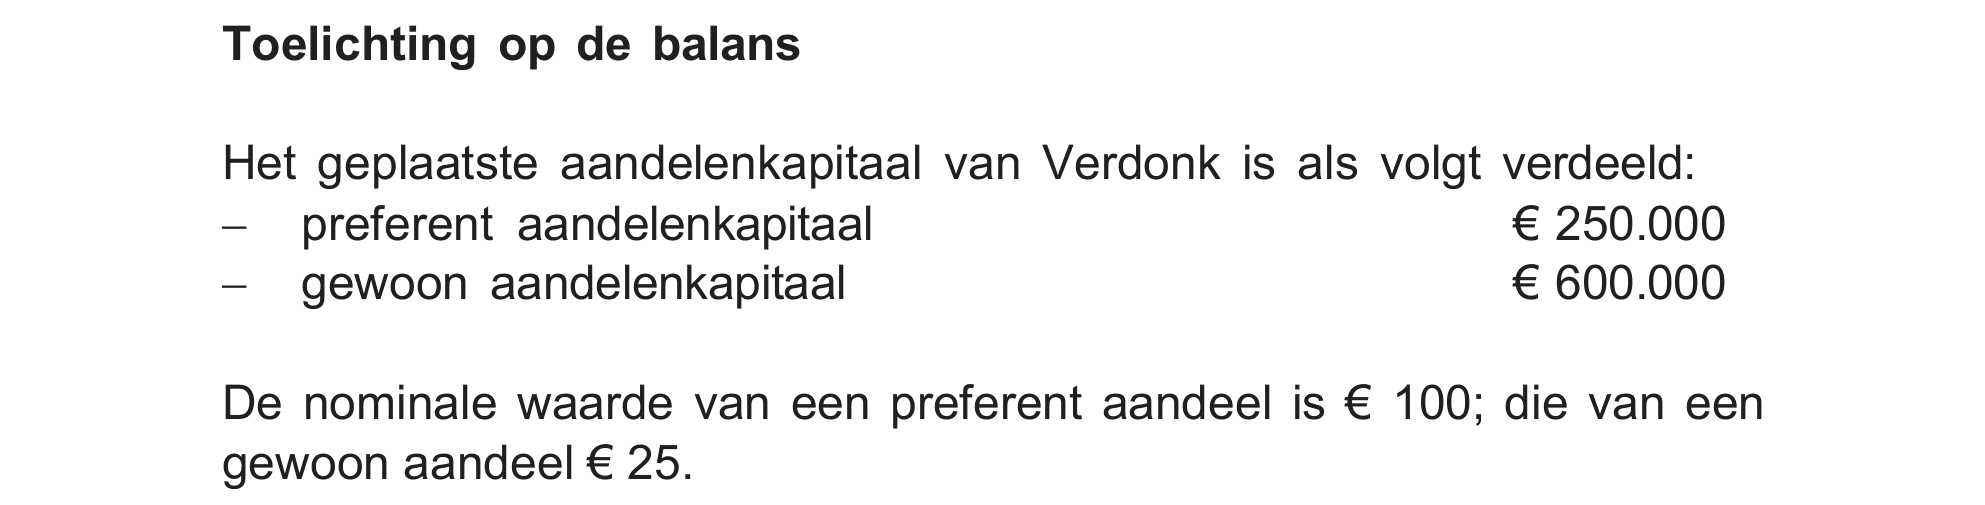 Toelichting op de balans
Het geplaatste aandelenkapitaal van Verdonk is als volgt verdeeld:
– preferent aandelenkapitaal € 250.000
– gewoon aandelenkapitaal € 600.000
De nominale waarde van een preferent aandeel is € 100; die van een
gewoon aandeel € 25.